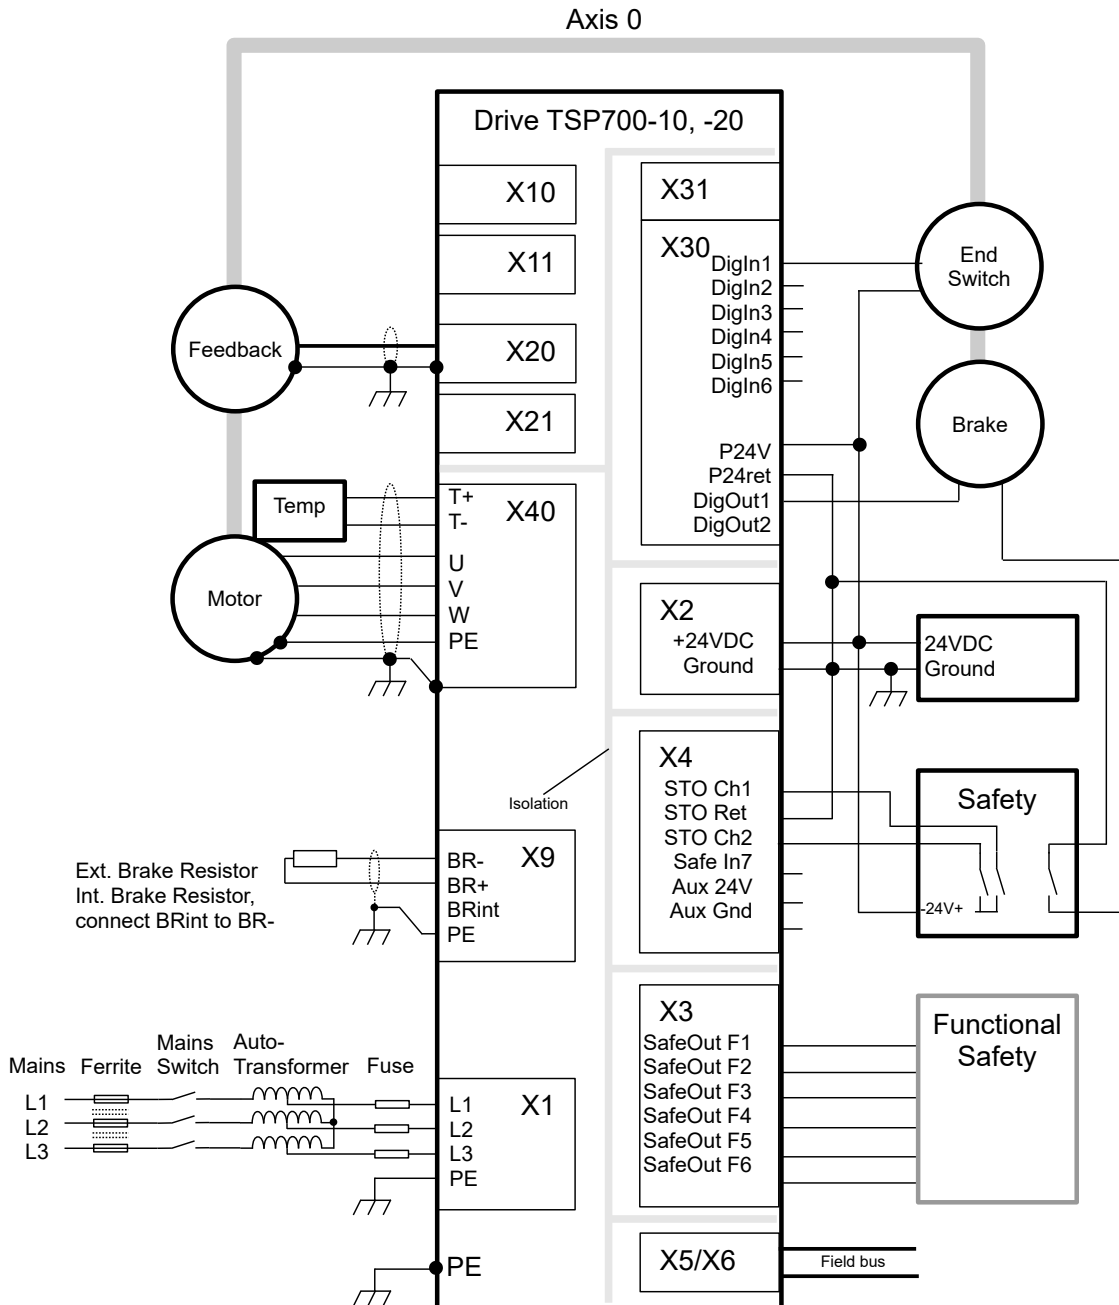 Axis 0
Drive TSP700-10, -20
X10
X11
X20
X21
Feedback
Temp
Motor
T+
T-
U
V
W
PE
X40
X31
X30
DigIn1
DigIn2
DigIn3
DigIn4
DigIn5
DigIn6
P24V
P24ret
DigOut1
DigOut2
End
Switch
Brake
X2
+24VDC
Ground
24VDC
Ground
Isolation
X4
STO Ch1
STO Ret
STO Ch2
Safe In7
Aux 24V
Aux Gnd
Safety
-24V+
Ext. Brake Resistor
Int. Brake Resistor,
connect BRint to BR-
BR-
BR+
BRint
PE
X9
X3
SafeOut F1
SafeOut F2
SafeOut F3
SafeOut F4
SafeOut F5
SafeOut F6
Functional
Safety
Mains
Ferrite
Mains
Switch
Auto-
Transformer
Fuse
L1
L2
L3
L1
L2
L3
PE
X1
PE
X5/X6
Field bus